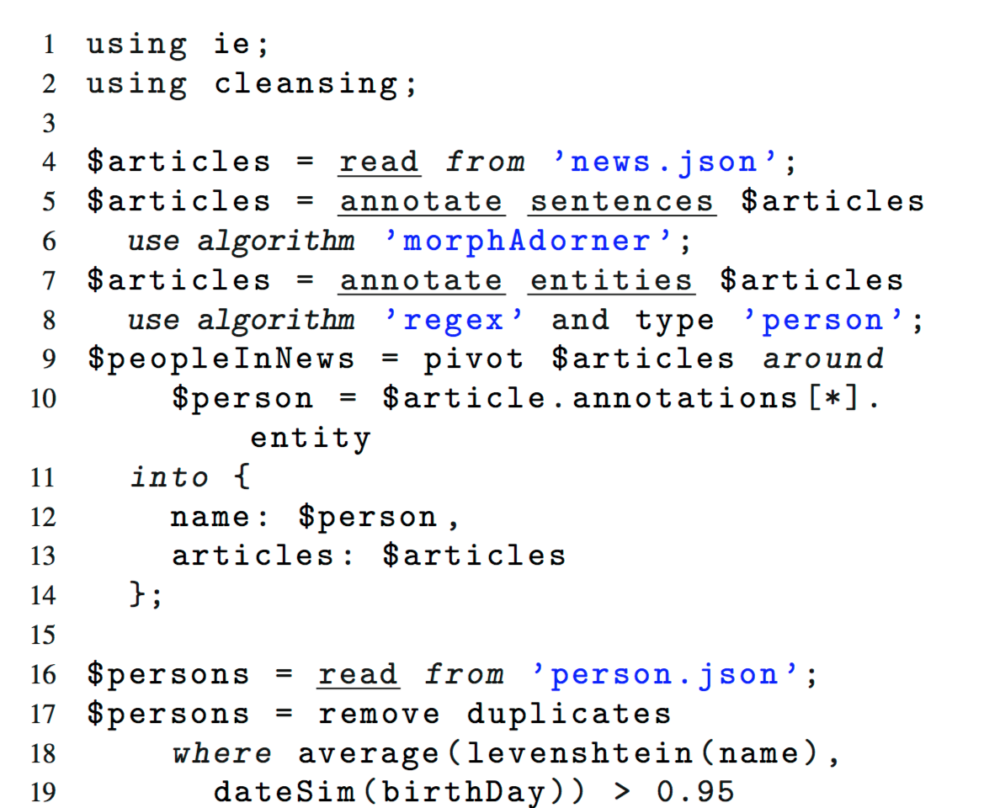 1 using ie;
2 using cleansing;
3
4 $articles = read from ’news.json’;
5 $articles = annotate sentences $articles
6 use algorithm ’morphAdorner’;
7 $articles = annotate entities $articles
8 use algorithm ’regex’ and type ’person’;
9 $peopleInNews = pivot $articles around
10 $person = $article.annotations[*].
entity
11 into {
12 name: $person,
13 articles: $articles
14 };
15
16 $persons = read from ’person.json’;
17 $persons = remove duplicates
18 where average(levenshtein(name),
19 dateSim(birthDay)) > 0.95